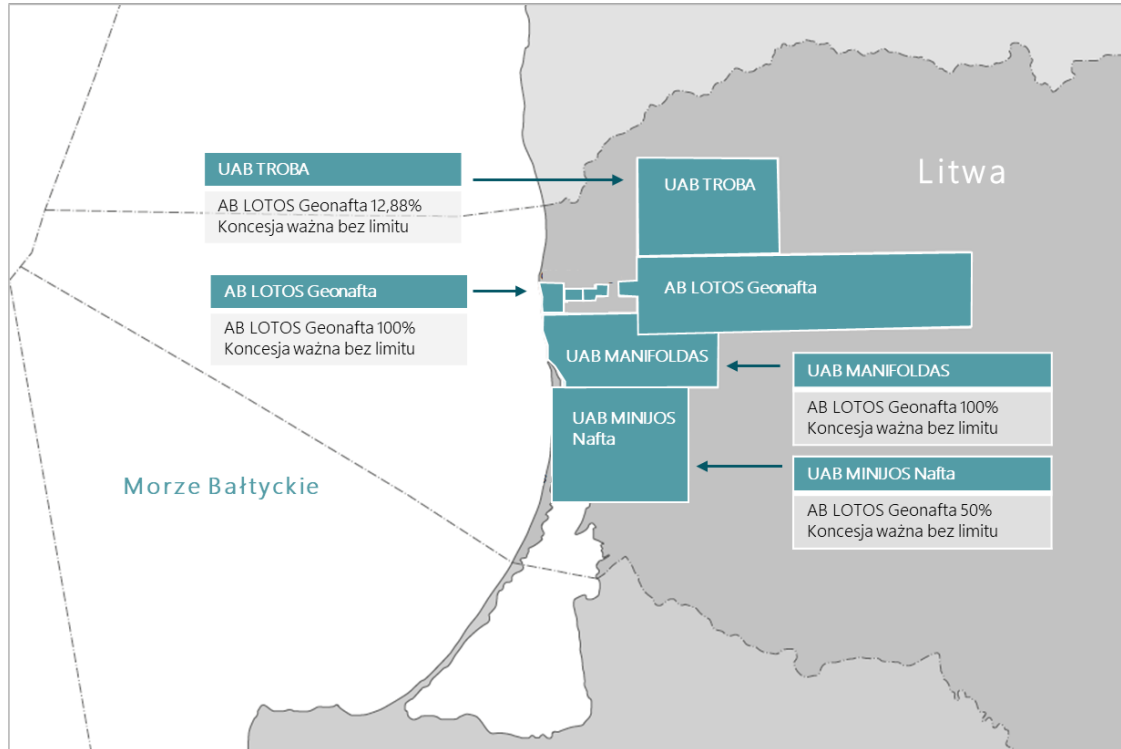 UAB TROBA
AB LOTOS Geonafta 12,88%
Koncesja ważna bez limitu
UAB TROBA
Litwa
AB LOTOS Geonafta
AB LOTOS Geonafta 100%
Koncesja ważna bez limitu
AB LOTOS Geonafta
UAB MANIFOLDAS
UAB MANIFOLDAS
AB LOTOS Geonafta 100%
Koncesja ważna bez limitu
UAB MINIJOS
Nafta
UAB MINIJOS Nafta
AB LOTOS Geonafta 50%
Koncesja ważna bez limitu
Morze Bałtyckie